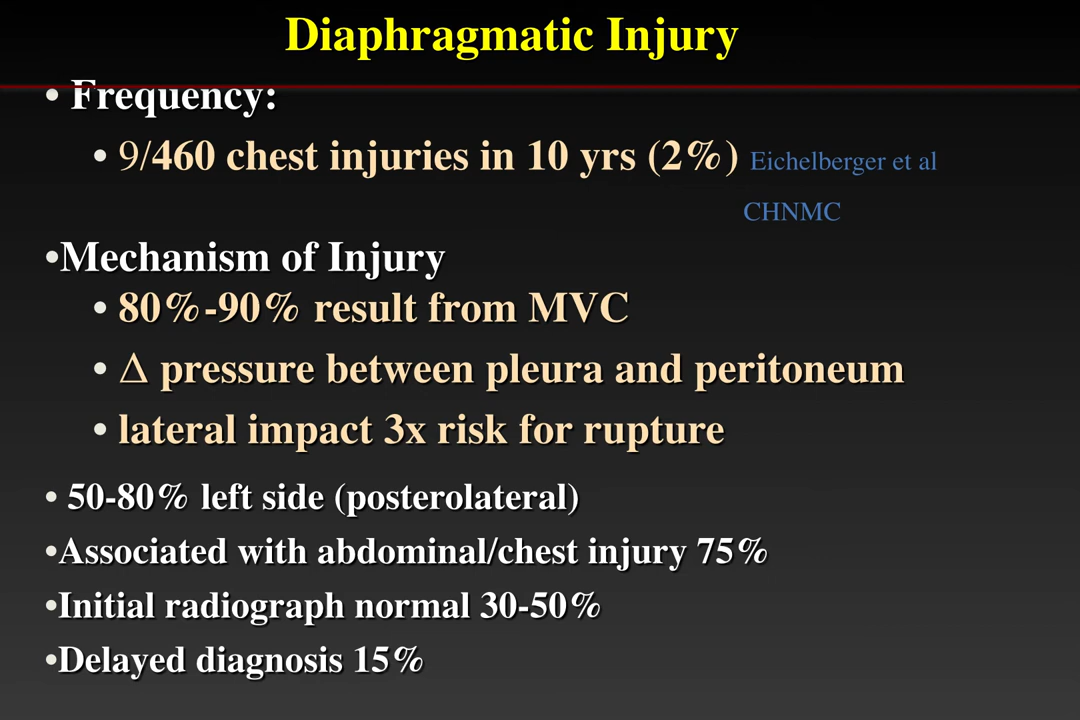 Diaphragmatic Injury
• Frequency:
• 9/460 chest injuries in 10 yrs (2%) Eichelberger et al
CHNMC
•Mechanism of Injury
• 80%-90% result from MVC
• Δ pressure between pleura and peritoneum
• lateral impact 3x risk for rupture
• 50-80% left side (posterolateral)
•Associated with abdominal/chest injury 75%
•Initial radiograph normal 30-50%
•Delayed diagnosis 15%